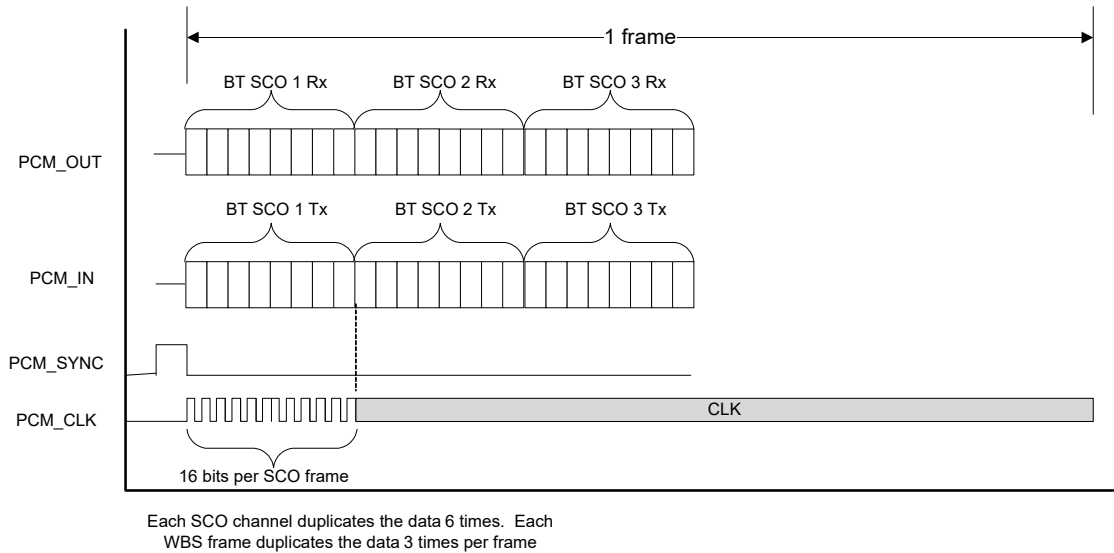 1 frame
BT SCO 1 Rx
BT SCO 2 Rx
BT SCO 3 Rx
PCM_OUT
BT SCO 1 Tx
BT SCO 2 Tx
BT SCO 3 Tx
PCM_IN
PCM_SYNC
PCM_CLK
CLK
16 bits per SCO frame
Each SCO channel duplicates the data 6 times. Each
WBS frame duplicates the data 3 times per frame